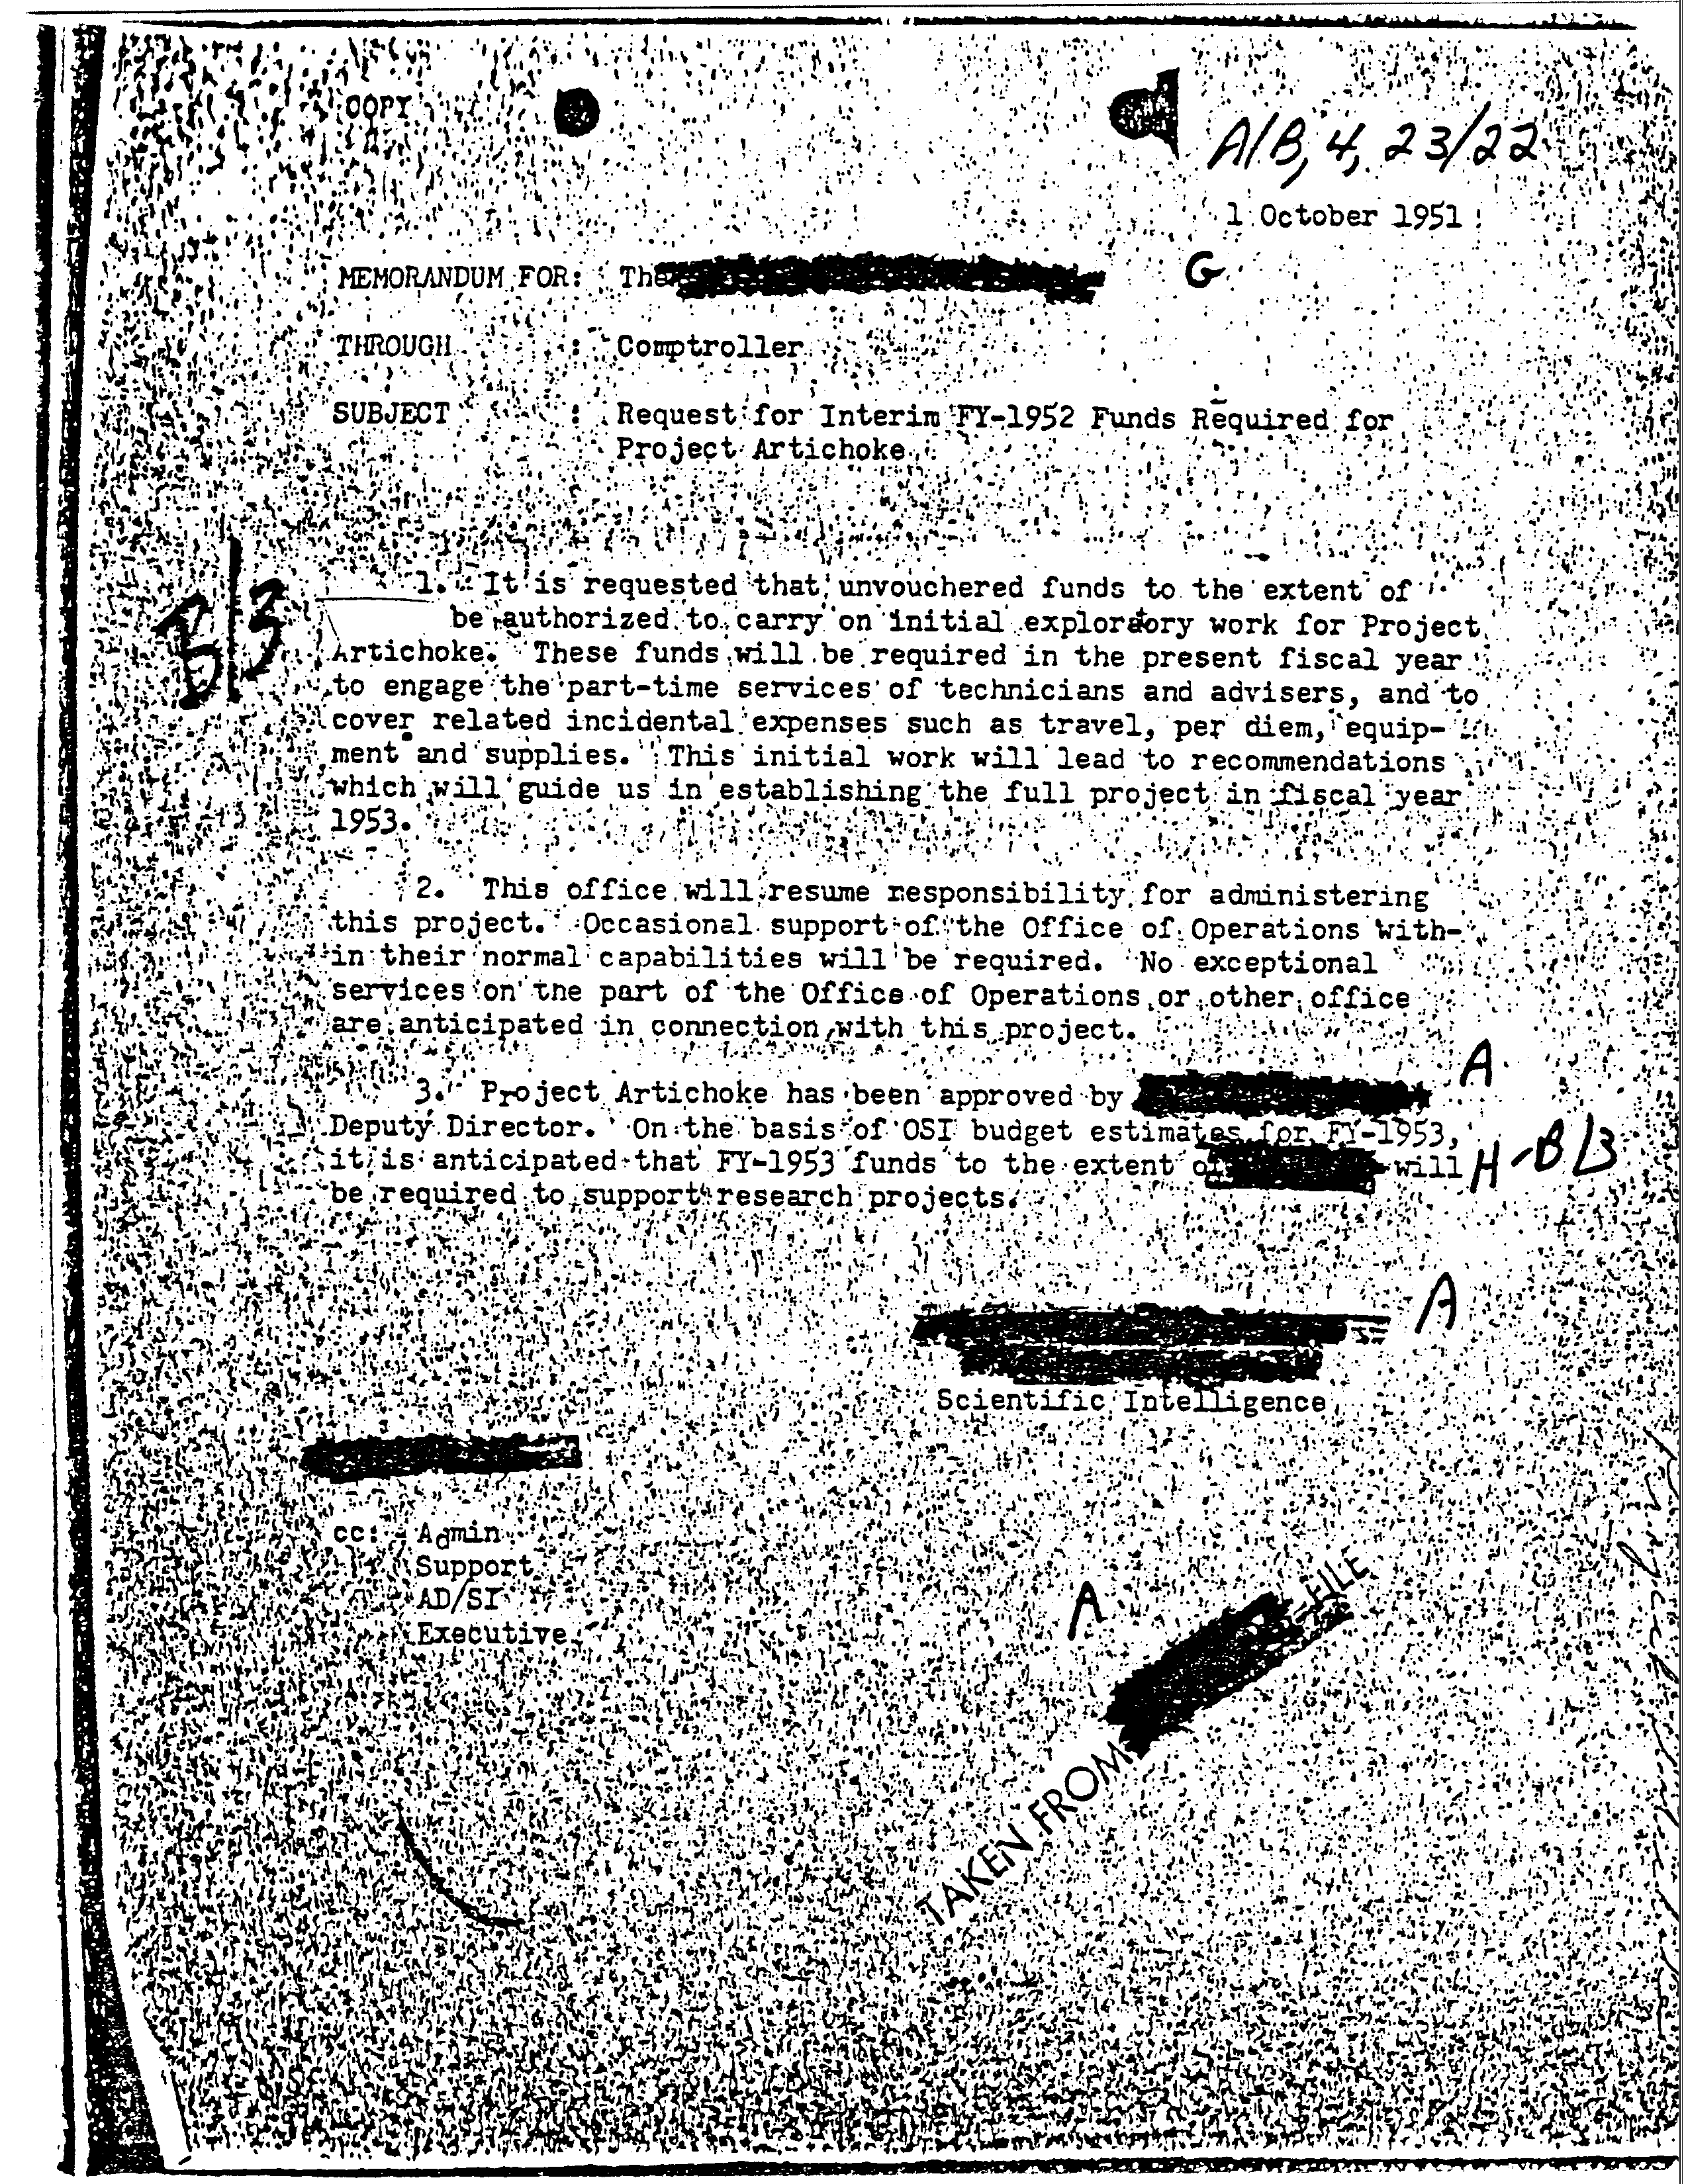 COPY
A/B, 4, 23/22
1 October 1951
MEMORANDUM FOR: The
G
THROUGH : Comptroller
SUBJECT : Request for Interim FY-1952 Funds Required for
Project Artichoke
B/3
1. It is requested that unvouchered funds to the extent of
be authorized to carry on initial exploratory work for Project
Artichoke. These funds will be required in the present fiscal year
to engage the part-time services of technicians and advisers, and to
cover related incidental expenses such as travel, per diem, equip-
ment and supplies. This initial work will lead to recommendations
which will guide us in establishing the full project in fiscal year
1953.
2. This office will resume responsibility for administering
this project. Occasional support of the Office of Operations with-
in their normal capabilities will be required. No exceptional
services on the part of the Office of Operations or other office
are anticipated in connection with this project.
3. Project Artichoke has been approved by
A
Deputy Director. On the basis of OSI budget estimates for FY-1953,
it is anticipated that FY-1953 funds to the extent of will
H-B/3
be required to support research projects.
A
Scientific Intelligence
cc: Admin
Support
AD/SI
Executive
A
TAKEN FROM FILE